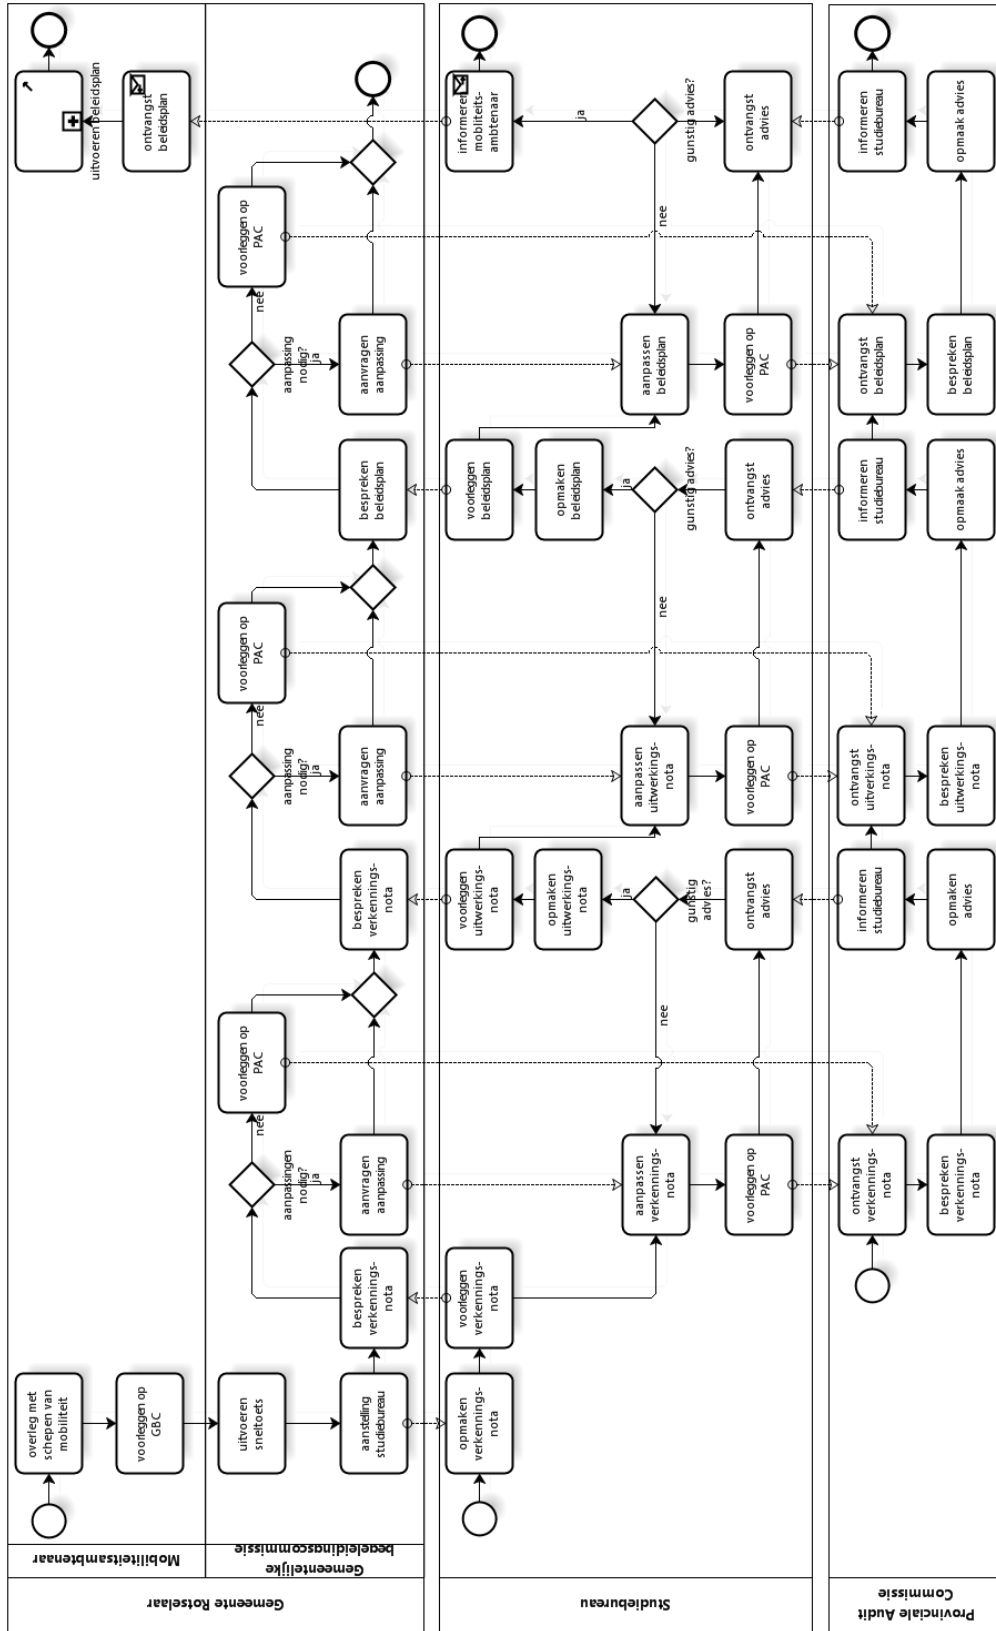 Gemeente Rotselaar
Mobiliteitsambtenaar
overleg met
schepen van
mobiliteit
voorleggen op
GBC
ontvangst
beleidsplan
uitvoeren beleidsplan
Gemeentelijke
begeleidingscommissie
uitvoeren
sneltoets
aanstelling
studiebureau
bespreken
verkennings-
nota
aanpassingen
nodig?
ja
nee
aanvragen
aanpassing
voorleggen op
PAC
bespreken
verkennings-
nota
aanpassing
nodig?
ja
nee
aanvragen
aanpassing
voorleggen op
PAC
bespreken
beleidsplan
aanpassing
nodig?
ja
nee
aanvragen
aanpassing
voorleggen op
PAC
Studiebureau
opmaken
verkennings-
nota
voorleggen
verkennings-
nota
aanpassen
verkennings-
nota
voorleggen op
PAC
ontvangst
advies
gunstig
advies?
nee
ja
opmaken
uitwerkings-
nota
voorleggen
uitwerkings-
nota
aanpassen
uitwerkings-
nota
voorleggen op
PAC
ontvangst
advies
gunstig advies?
nee
ja
opmaken
beleidsplan
voorleggen
beleidsplan
aanpassen
beleidsplan
voorleggen op
PAC
ontvangst
advies
gunstig advies?
nee
ja
informeren
mobliteits-
ambtenaar
Provinciale Audit
Commissie
ontvangst
verkennings-
nota
bespreken
verkennings-
nota
opmaken
advies
informeren
studiebureau
ontvangst
uitverkings-
nota
bespreken
uitwerkings-
nota
opmaak advies
informeren
studiebureau
ontvangst
beleidsplan
bespreken
beleidsplan
opmaak advies
informeren
studiebureau